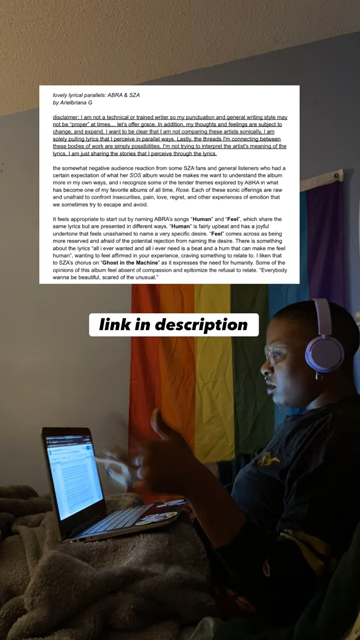 lovely lyrical parallels: ABRA & SZA
by Arielbriana G
disclaimer: I am not a technical or trained writer so my punctuation and general writing style may
not be "proper" at times.... let's offer grace. In addition, my thoughts and feelings are subject to
change, and expand. I want to be clear that I am not comparing these artists sonically, I am
solely pulling lyrics that I perceive in parallel ways. Lastly, the threads I'm connecting between
these bodies of work are simply possibilities. I'm not trying to interpret the artist's meaning of the
lyrics, I am just sharing the stories that I perceive through the lyrics.
the somewhat negative audience reaction from some SZA fans and general listeners who had a
certain expectation of what her SOS album would be makes me want to understand the album
more in my own ways, and i recognize some of the tender themes explored by ABRA in what
has become one of my favorite albums of all time, Rose. Each of these sonic offerings are raw
and unafraid to confront insecurities, pain, love, regret, and other experiences of emotion that
we sometimes try to escape and avoid.
It feels appropriate to start out by naming ABRA's songs "Human" and "Feel", which share the
same lyrics but are presented in different ways. "Human" is fairly upbeat and has a joyful
undertone that feels unashamed to name a very specific desire. "Feel" comes across as being
more reserved and afraid of the potential rejection from naming the desire. There is something
about the lyrics "all i ever wanted and all i ever need is a beat and a hum that can make me feel
human", wanting to feel affirmed in your experience, craving something to relate to. I liken that
to SZA's chorus on "Ghost in the Machine" as it expresses the need for humanity. Some of the
opinions of this album feel absent of compassion and epitomize the refusal to relate. "Everybody
wanna be beautiful, scared of the unusual."
link in description